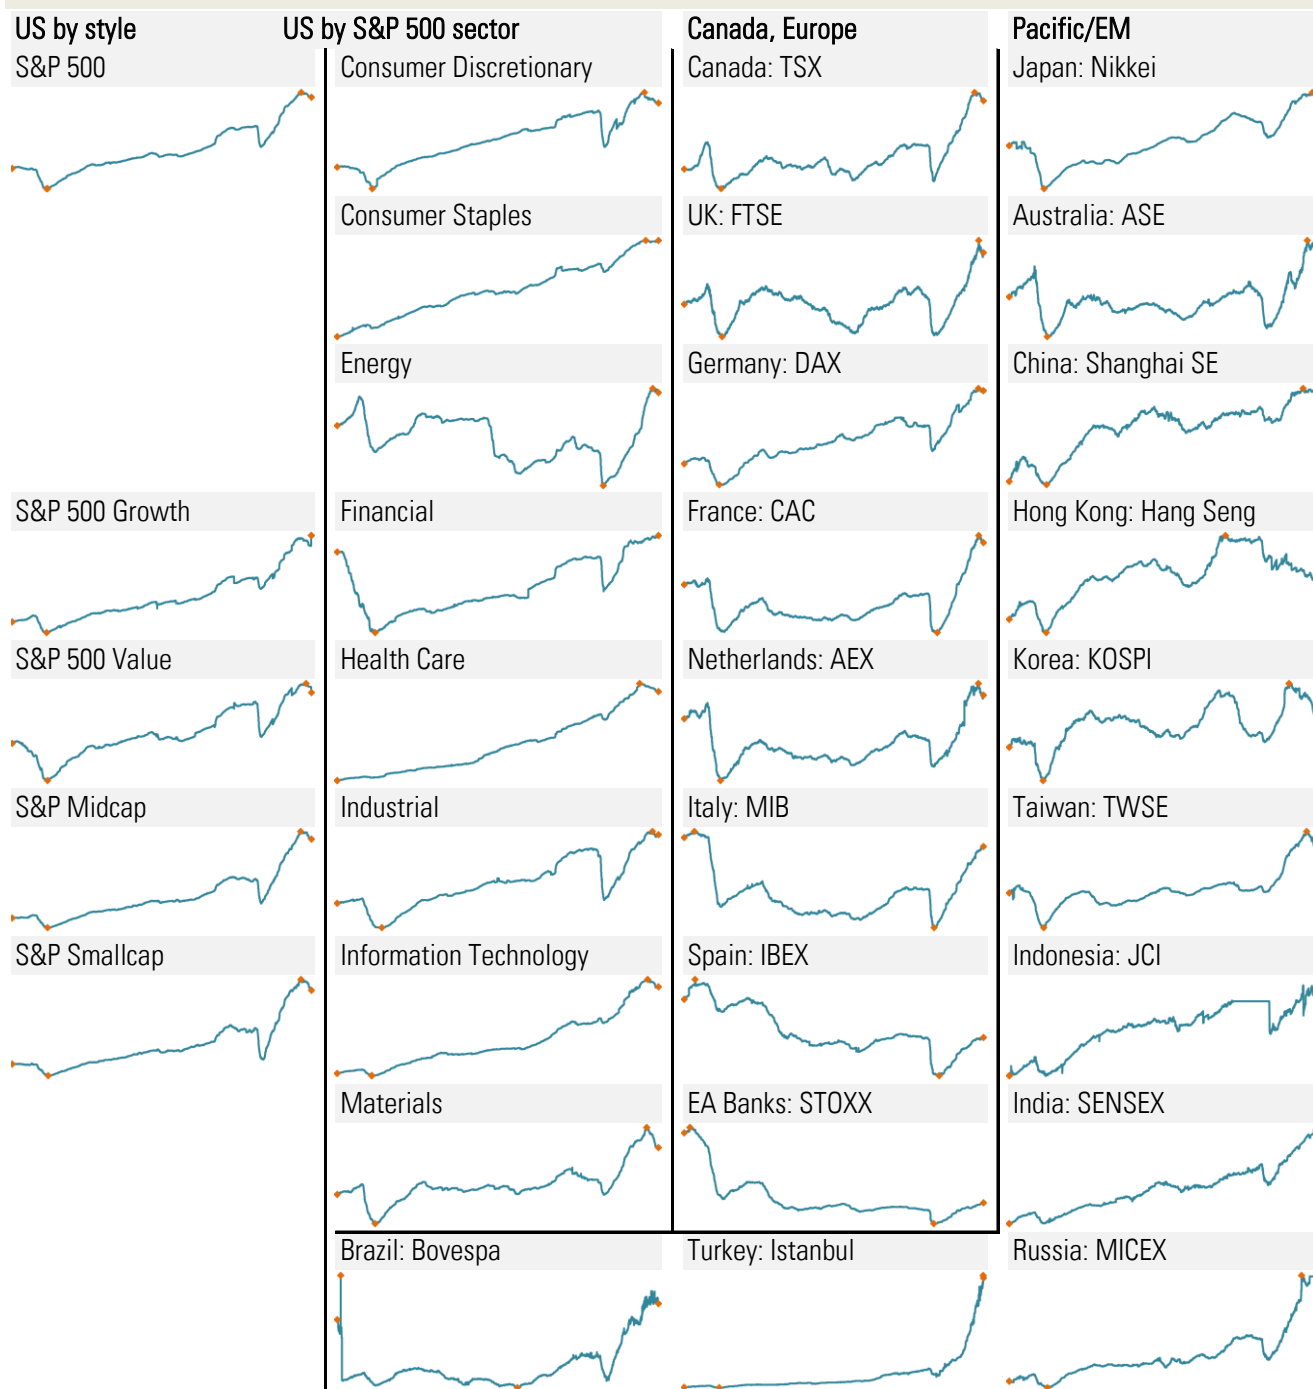 US by style
US by S&P 500 sector
Canada, Europe
Pacific/EM
S&P 500
Consumer Discretionary
Canada: TSX
Japan: Nikkei
Consumer Staples
UK: FTSE
Australia: ASE
Energy
Germany: DAX
China: Shanghai SE
S&P 500 Growth
Financial
France: CAC
Hong Kong: Hang Seng
S&P 500 Value
Health Care
Netherlands: AEX
Korea: KOSPI
S&P Midcap
Industrial
Italy: MIB
Taiwan: TWSE
S&P Smallcap
Information Technology
Spain: IBEX
Indonesia: JCI
Materials
EA Banks: STOXX
India: SENSEX
Brazil: Bovespa
Turkey: Istanbul
Russia: MICEX